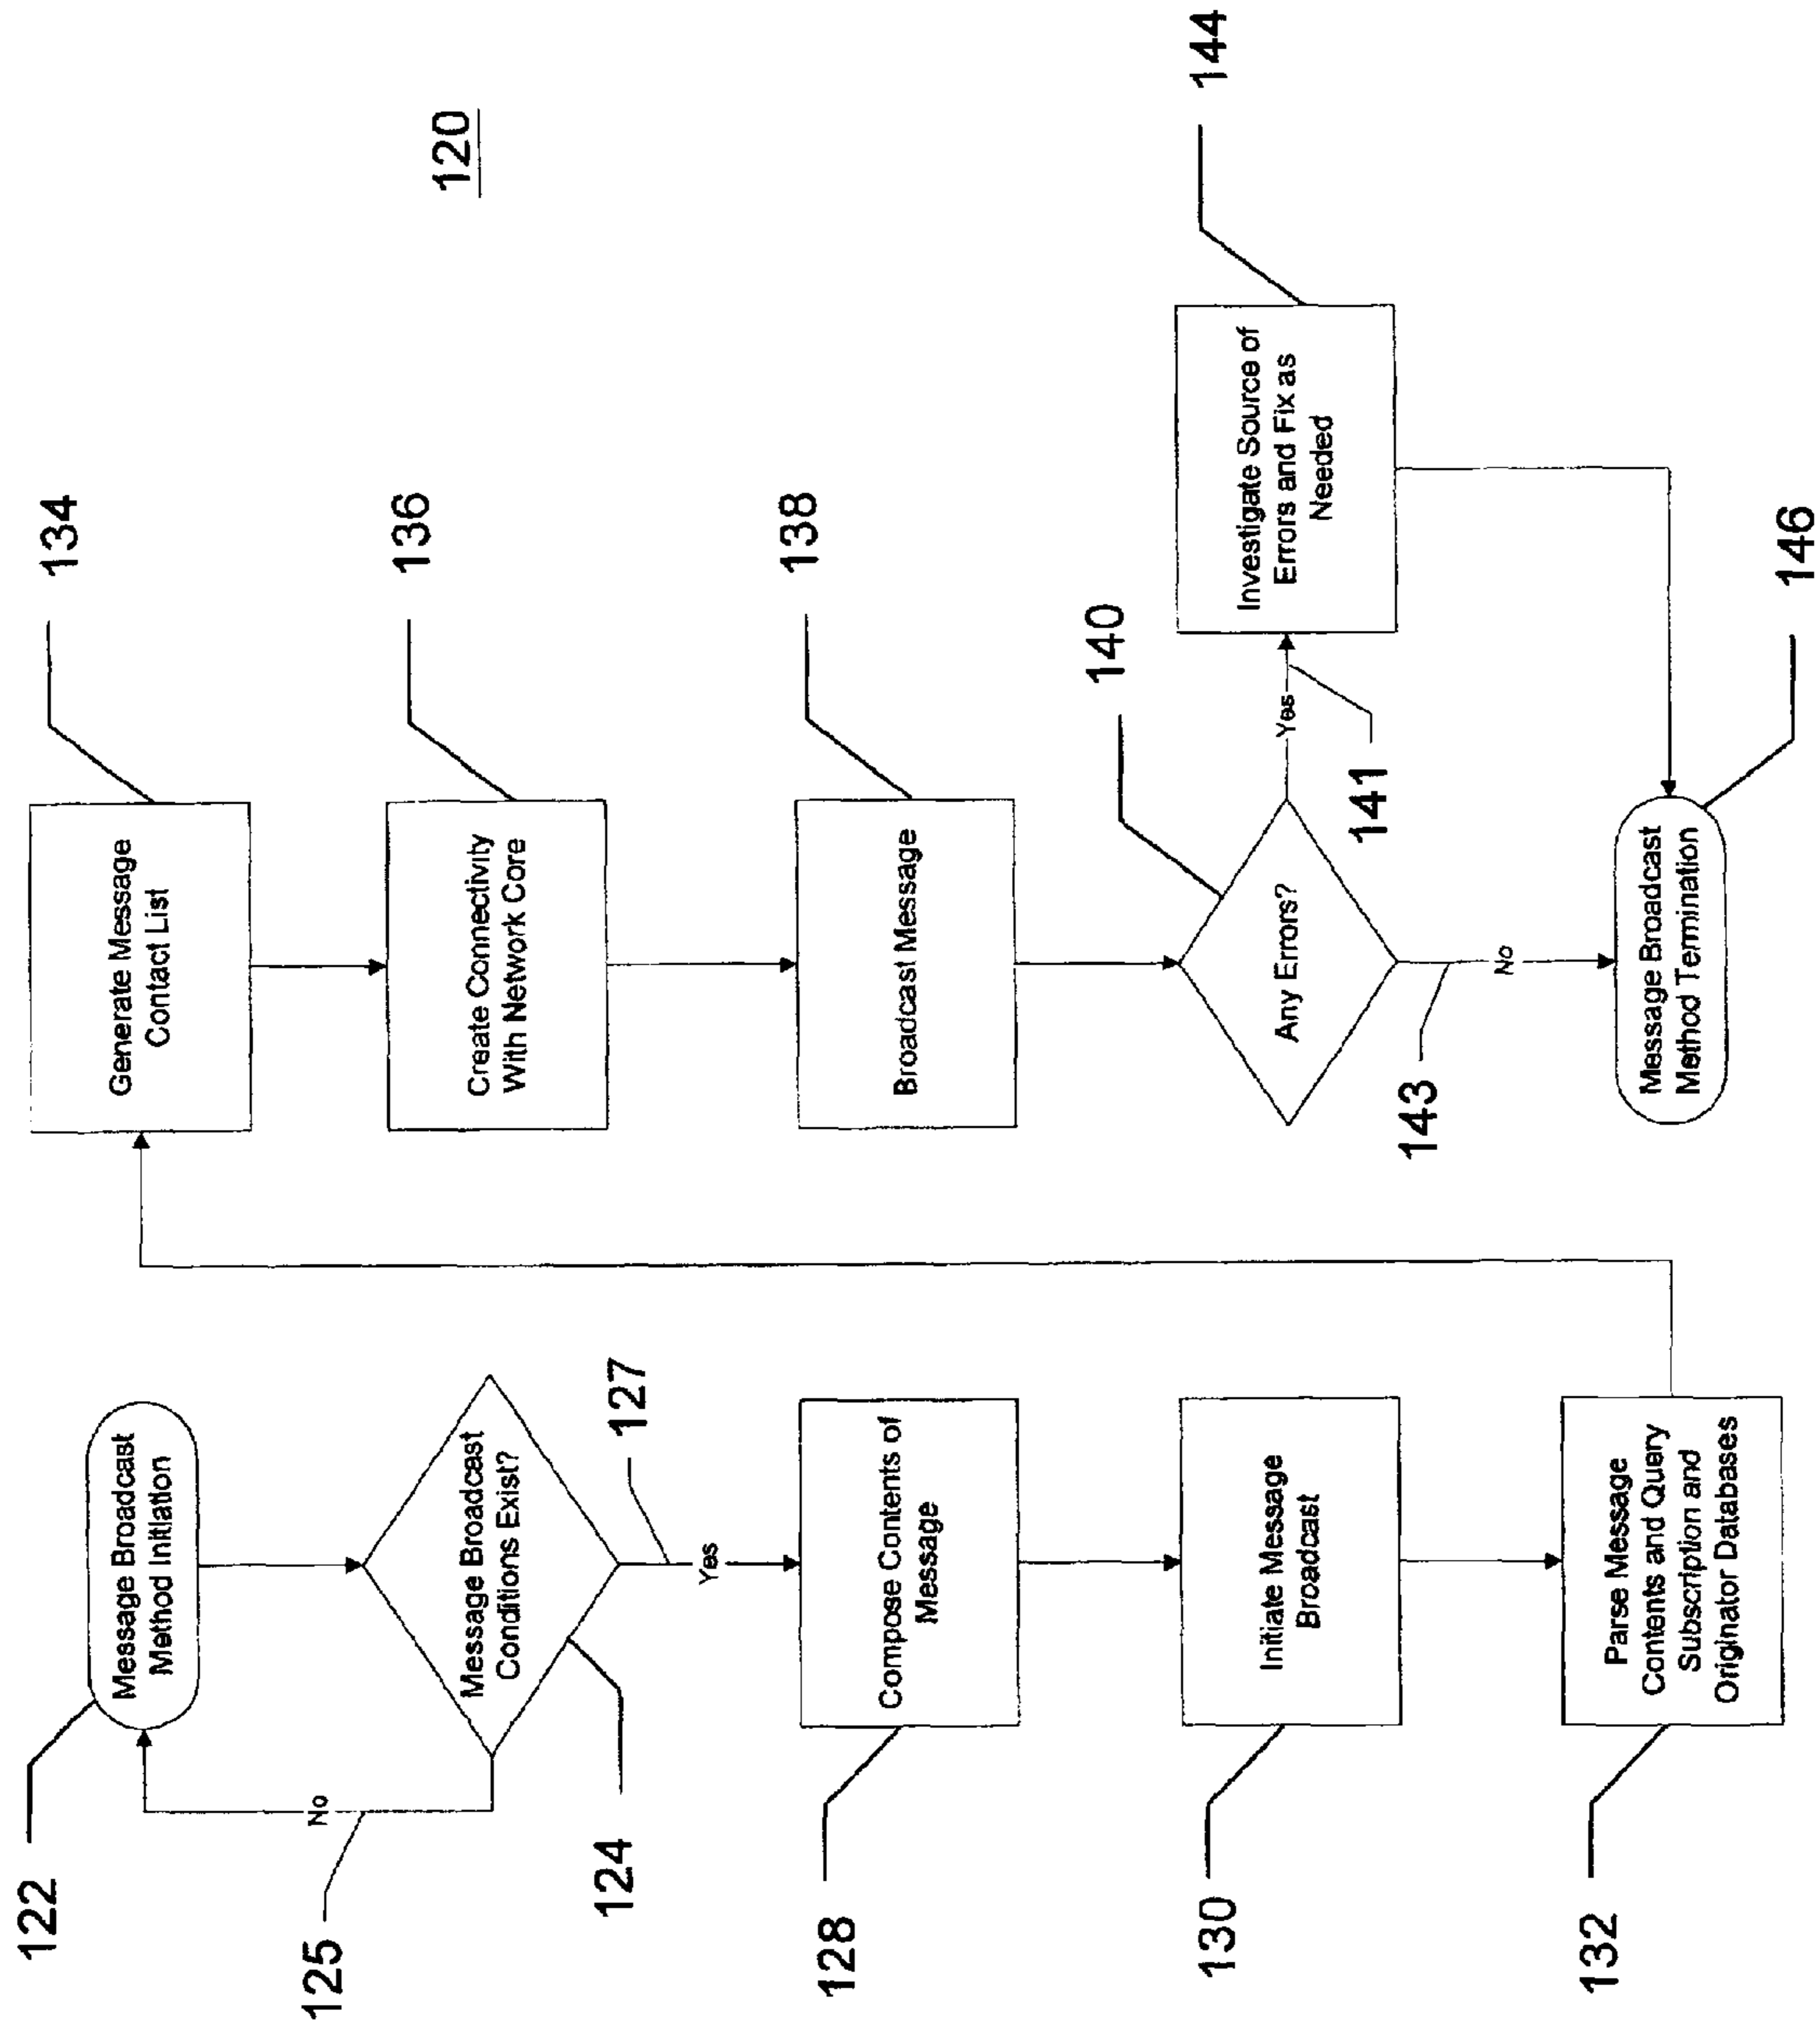 120
122
Message Broadcast
Method Initiation
125
No
124
Message Broadcast
Conditions Exist?
127
Yes
128
Compose Contents of
Message
130
Initiate Message
Broadcast
132
Parse Message
Contents and Query
Subscription and
Originator Databases
134
Generate Message
Contact List
136
Create Connectivity
With Network Core
138
Broadcast Message
140
Any Errors?
141
Yes
143
No
144
Investigate Source of
Errors and Fix as
Needed
146
Message Broadcast
Method Termination